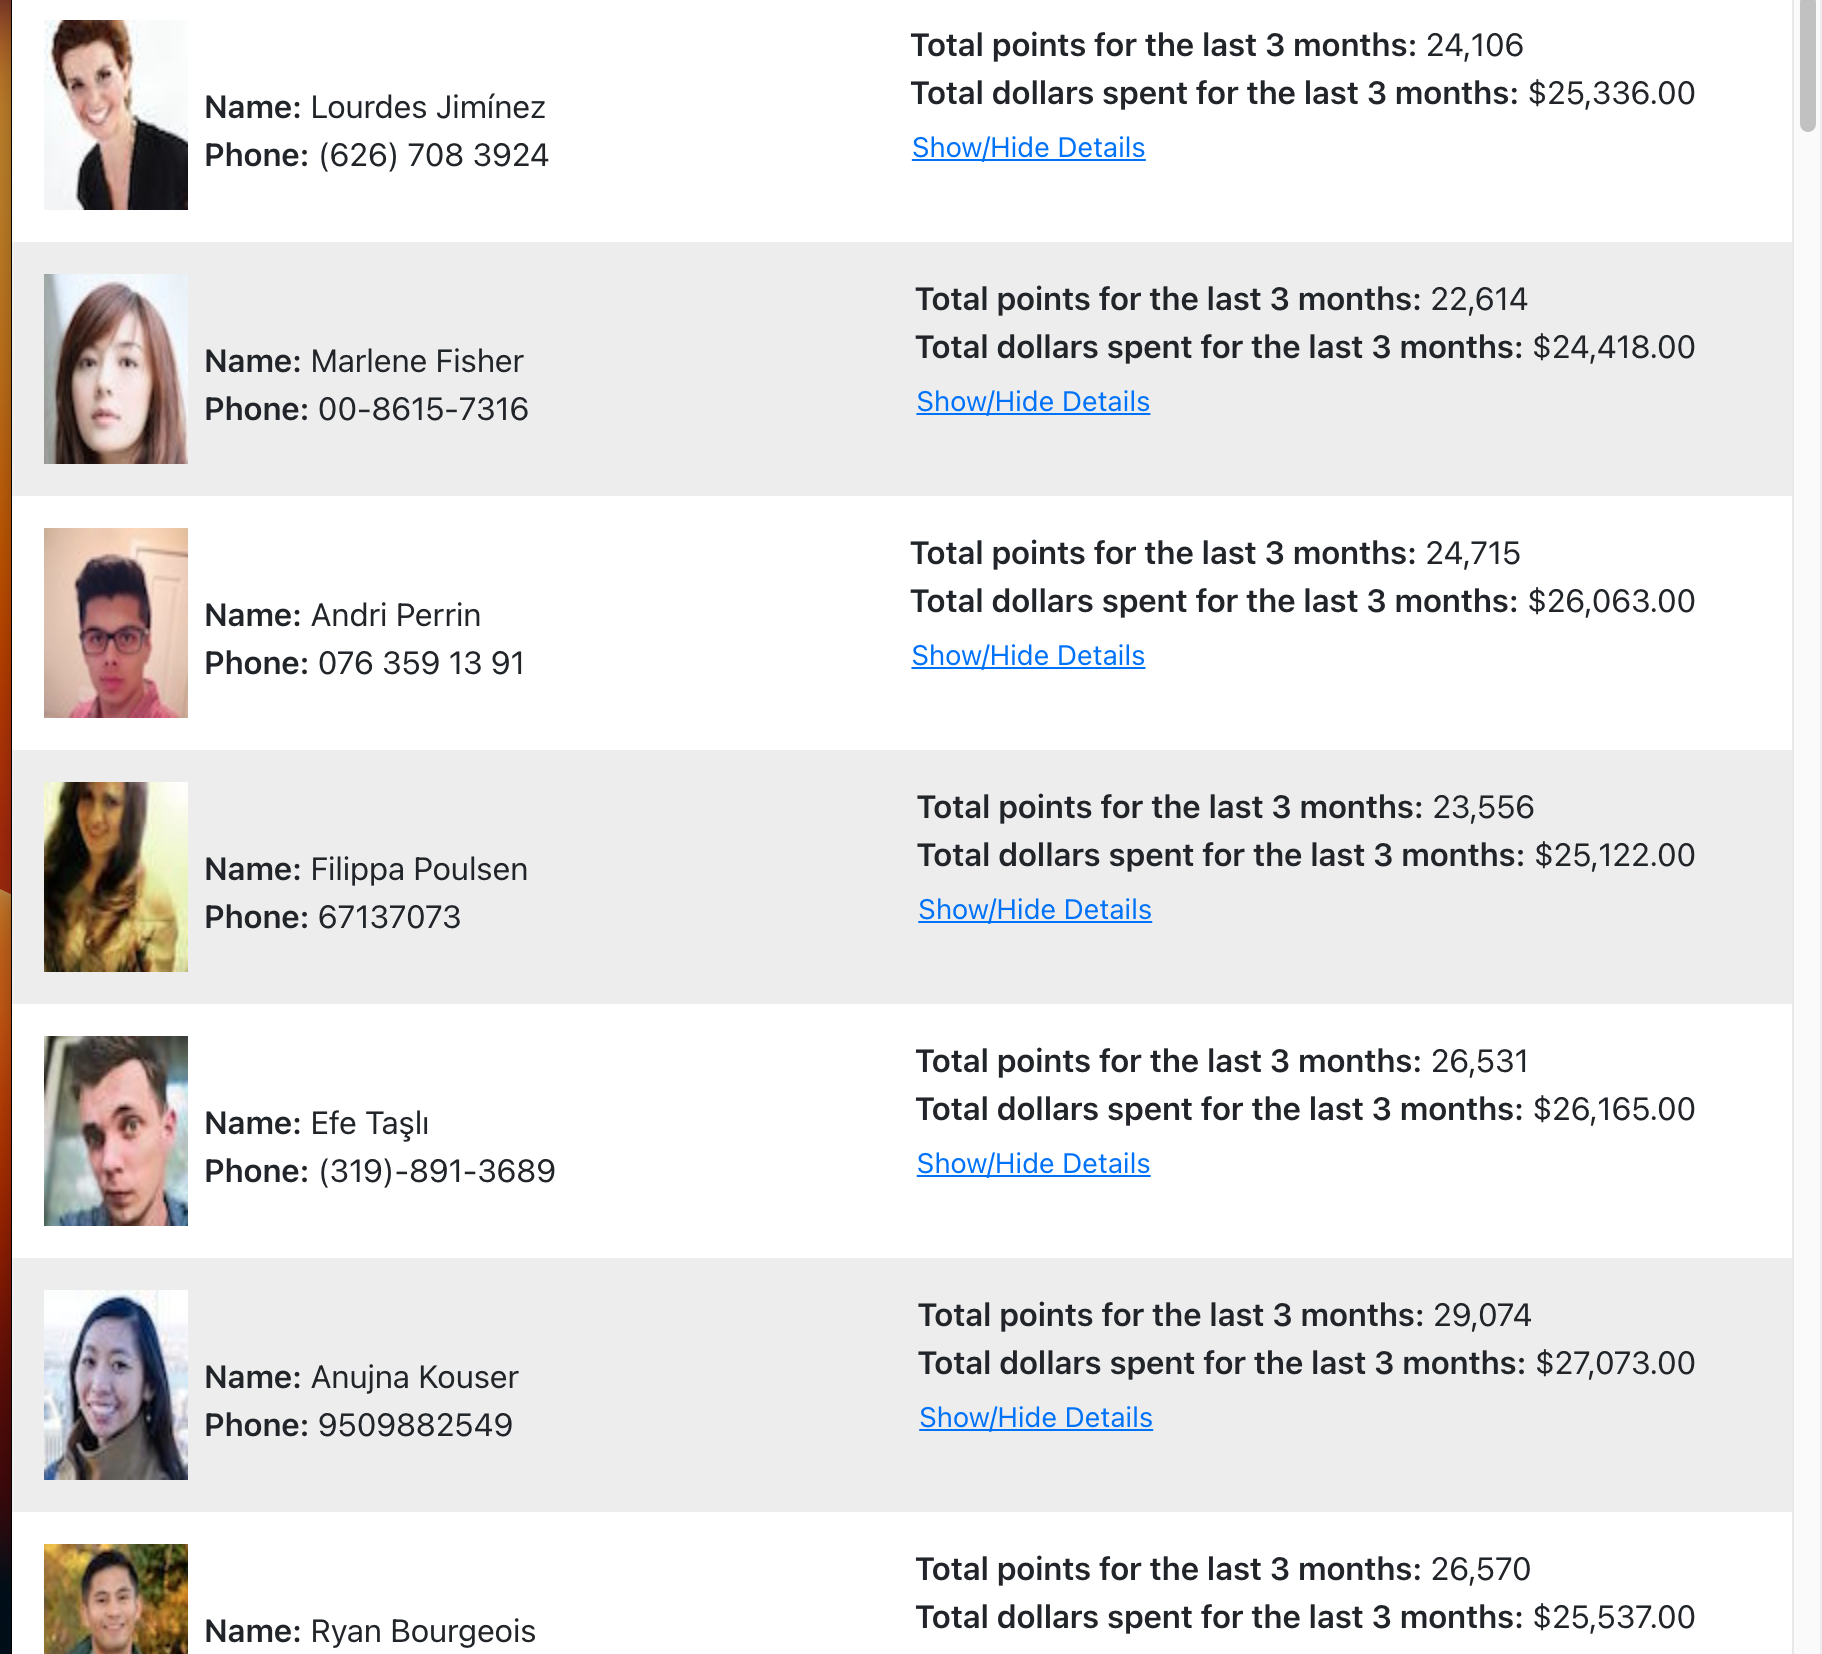 Total points for the last 3 months: 24,106
Total dollars spent for the last 3 months: $25,336.00
Name: Lourdes Jimínez
Phone: (626) 708 3924
Show/Hide Details
Total points for the last 3 months: 22,614
Total dollars spent for the last 3 months: $24,418.00
Name: Marlene Fisher
Phone: 00-8615-7316
Show/Hide Details
Total points for the last 3 months: 24,715
Total dollars spent for the last 3 months: $26,063.00
Name: Andri Perrin
Phone: 076 359 13 91
Show/Hide Details
Total points for the last 3 months: 23,556
Total dollars spent for the last 3 months: $25,122.00
Name: Filippa Poulsen
Phone: 67137073
Show/Hide Details
Total points for the last 3 months: 26,531
Total dollars spent for the last 3 months: $26,165.00
Name: Efe Taşlı
Phone: (319)-891-3689
Show/Hide Details
Total points for the last 3 months: 29,074
Total dollars spent for the last 3 months: $27,073.00
Name: Anujna Kouser
Phone: 9509882549
Show/Hide Details
Total points for the last 3 months: 26,570
Total dollars spent for the last 3 months: $25,537.00
Name: Ryan Bourgeois